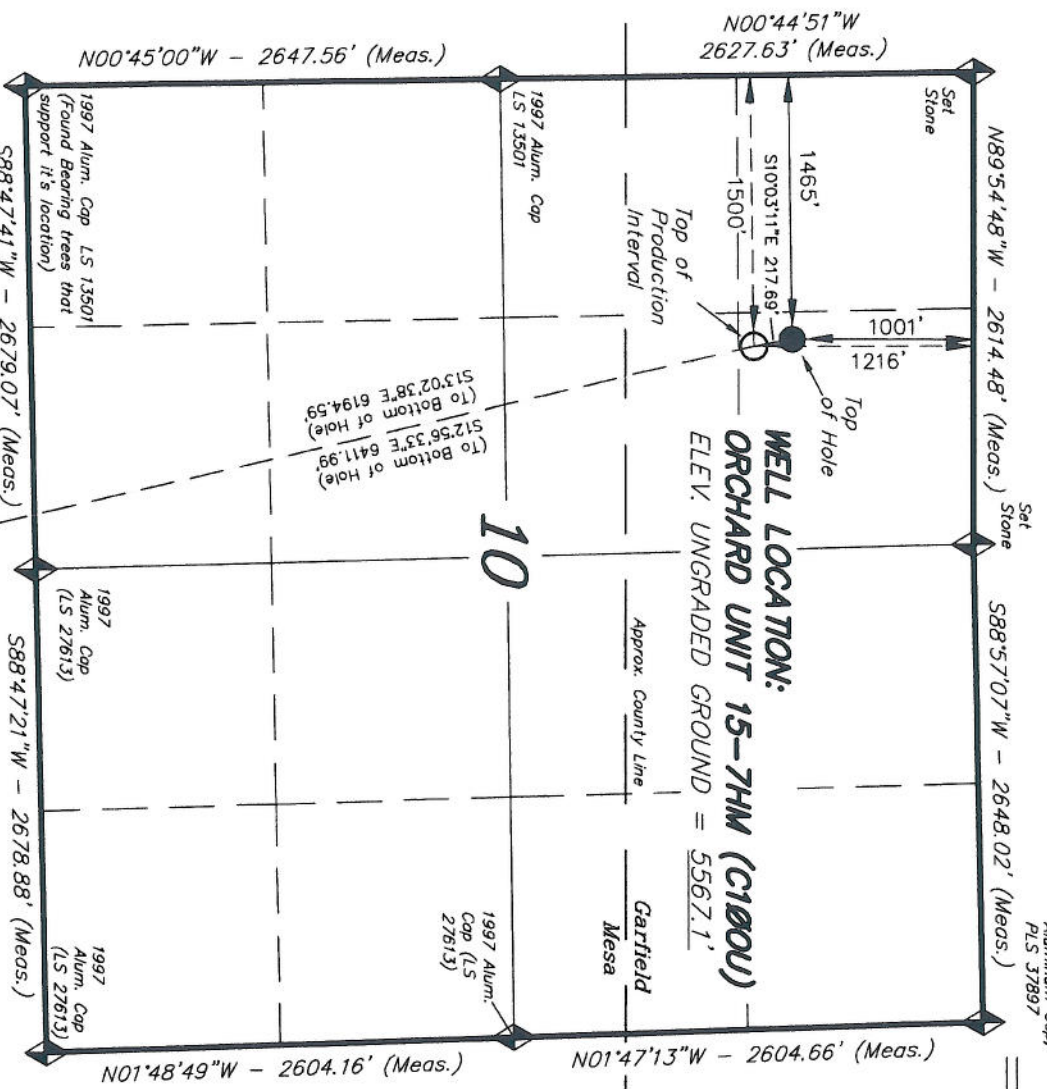 N89°54'48"W - 2614.48' (Meas.)
S88°57'07"W - 2648.02' (Meas.)
PLS 37897
Set
Stone
Set
Stone
N00°44'51"W
2627.63' (Meas.)
1465'
1500'
S10°03'11"E 217.69'
1001'
1216'
Top
of Hole
Top of
Production
Interval
WELL LOCATION:
ORCHARD UNIT 15-7HM (C10OU)
ELEV. UNGRADED GROUND = 5567.1'
Approx. County Line
Garfield
Mesa
1997 Alum. Cap
LS 13501
10
1997 Alum.
Cap (LS
27613)
S13°02'38"E 6194.59'
(To Bottom of Hole)
S12°56'33"E 6411.99'
(To Bottom of Hole)
N00°45'00"W - 2647.56' (Meas.)
N01°47'13"W - 2604.66' (Meas.)
N01°48'49"W - 2604.16' (Meas.)
1997 Alum. Cap LS 13501
(Found Bearing trees that
support it's location)
1997
Alum. Cap
(LS 27613)
1997
Alum. Cap
(LS 27613)
S88°47'41"W - 2679.07' (Meas.)
S88°47'21"W - 2678.88' (Meas.)